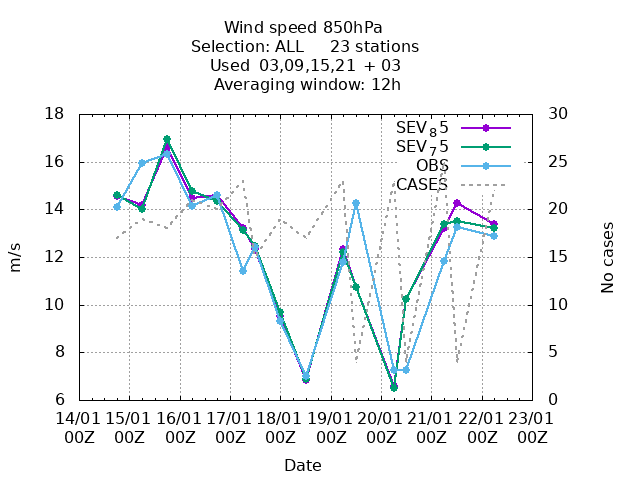 Wind speed 850hPa
Selection: ALL 23 stations
Used 03,09,15,21 + 03
Averaging window: 12h
18 30
SEV85
SEV75
16 25
OBS
CASES
14 20
12 15
m/s
No cases
10 10
8 5
6 0
14/01 15/01 16/01 17/01 18/01 19/01 20/01 21/01 22/01 23/01
00Z 00Z 00Z 00Z 00Z 00Z 00Z 00Z 00Z 00Z
Date